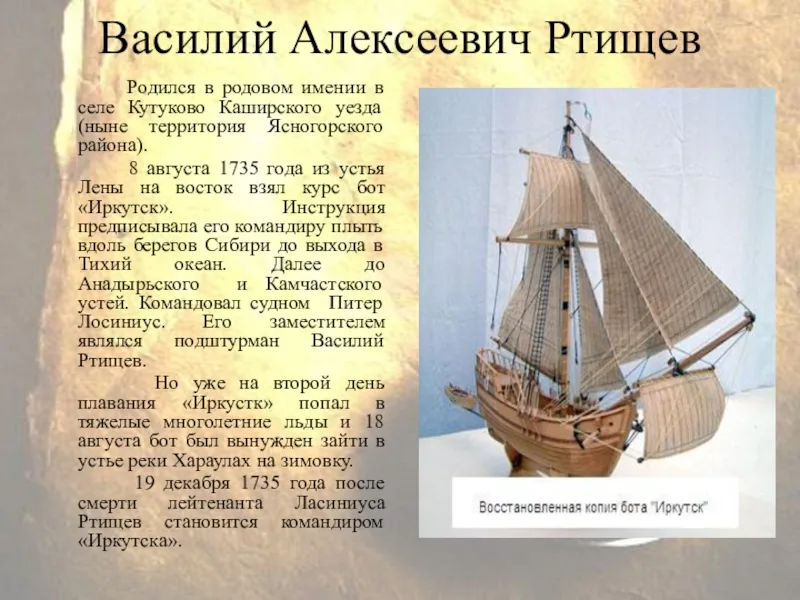 Василий Алексеевич Ртищев
Родился в родовом имении в
селе Кутуково Каширского уезда
(ныне территория Ясногорского
района).
8 августа 1735 года из устья
Лены на восток взял курс бот
«Иркутск». Инструкция
предписывала его командиру плыть
вдоль берегов Сибири до выхода в
Тихий океан. Далее до
Анадырьского и Камчастского
устей. Командовал судном Питер
Лосиниус. Его заместителем
являлся подштурман Василий
Ртищев.
Но уже на второй день
плавания «Иркустк» попал в
тяжелые многолетние льды и 18
августа бот был вынужден зайти в
устье реки Хараулах на зимовку.
19 декабря 1735 года после
смерти лейтенанта Ласиниуса
Ртищев становится командиром
«Иркутска».
Восстановленная копия бота "Иркутск"